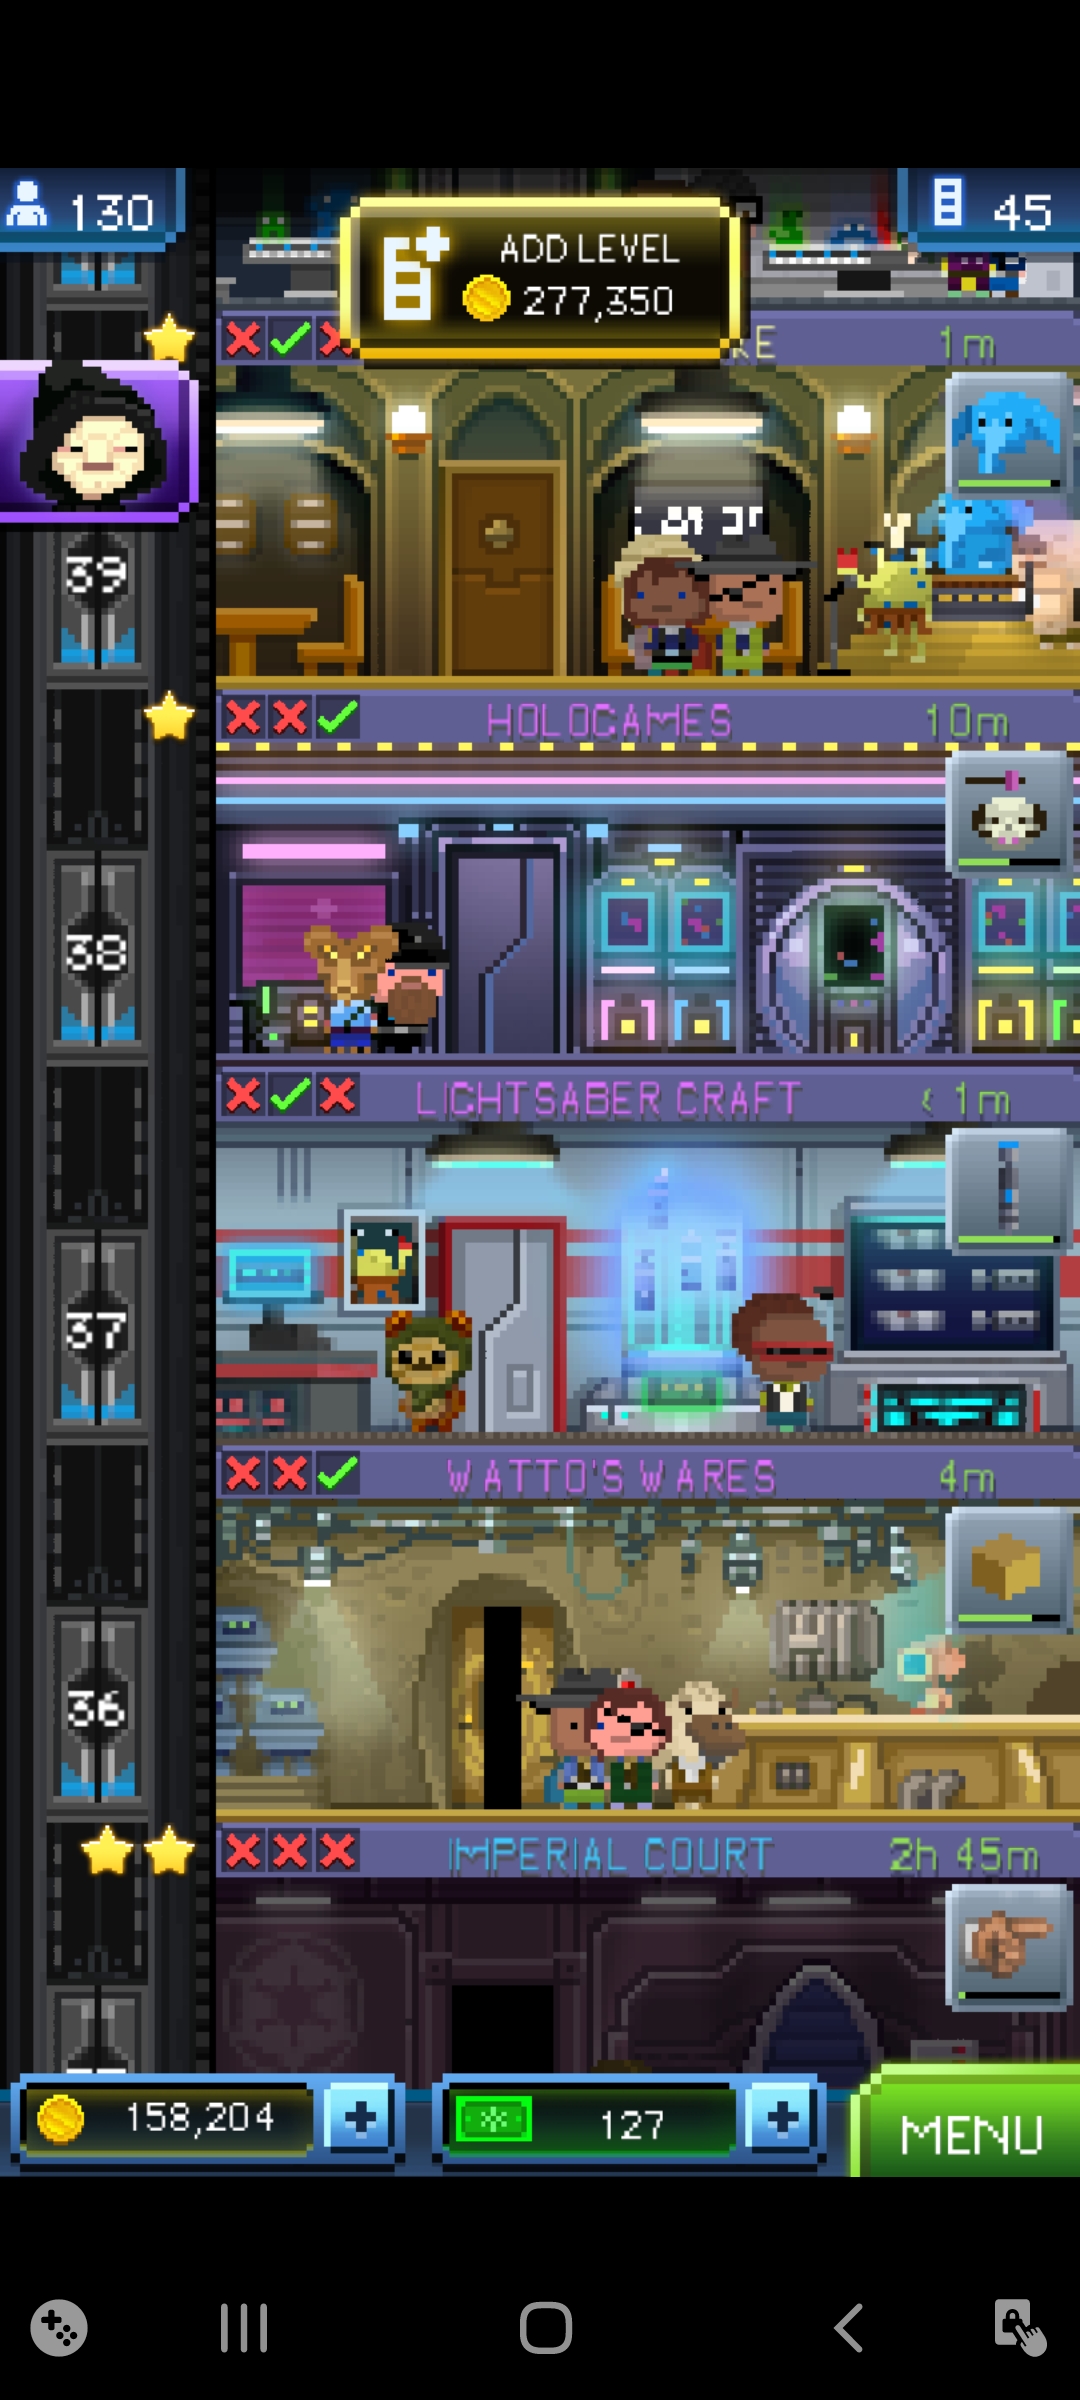 130
45
ADD LEVEL
277,350
KE 1m
39
HOLOGAMES 10m
38
LIGHTSABER CRAFT < 1m
37
WATTO'S WARES 4m
36
IMPERIAL COURT 2h 45m
158,204
127
MENU